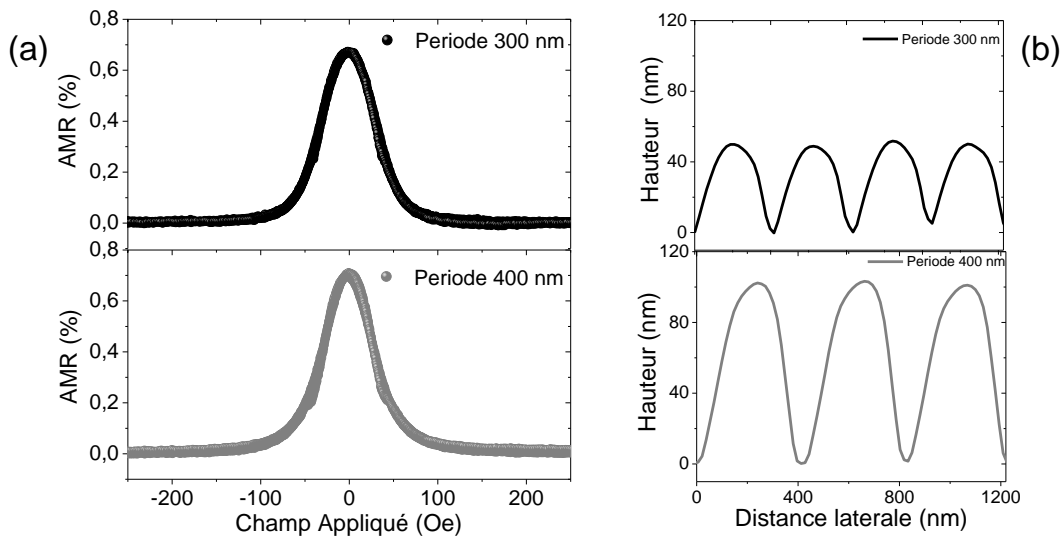 (a)
Periode 300 nm
0,8
0,6
0,4
0,2
0,0
AMR (%)
Periode 400 nm
0,8
0,6
0,4
0,2
0,0
AMR (%)
-200 -100 0 100 200
Champ Appliqué (Oe)
(b)
Periode 300 nm
120
80
40
0
Hauteur (nm)
Periode 400 nm
120
80
40
0
Hauteur (nm)
0 400 800 1200
Distance laterale (nm)